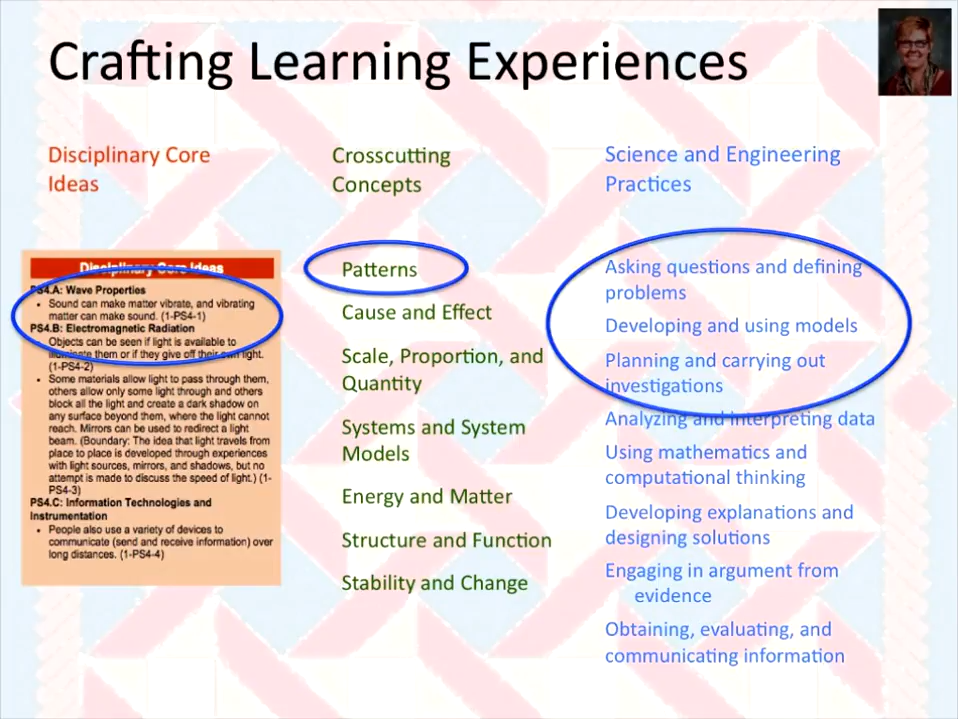 Crafting Learning Experiences
Disciplinary Core
Ideas
Disciplinary Core Ideas
PS4.A: Wave Properties
• Sound can make matter vibrate, and vibrating
matter can make sound. (1-PS4-1)
PS4.B: Electromagnetic Radiation
Objects can be seen if light is available to
illuminate them or if they give off their own light.
(1-PS4-2)
• Some materials allow light to pass through them,
others allow only some light through and others
block all the light and create a dark shadow on
any surface beyond them, where the light cannot
reach. Mirrors can be used to redirect a light
beam. (Boundary: The idea that light travels from
place to place is developed through experiences
with light sources, mirrors, and shadows, but no
attempt is made to discuss the speed of light.) (1-
PS4-3)
PS4.C: Information Technologies and
Instrumentation
• People also use a variety of devices to
communicate (send and receive information) over
long distances. (1-PS4-4)
Crosscutting
Concepts
Patterns
Cause and Effect
Scale, Proportion, and
Quantity
Systems and System
Models
Energy and Matter
Structure and Function
Stability and Change
Science and Engineering
Practices
Asking questions and defining
problems
Developing and using models
Planning and carrying out
investigations
Analyzing and interpreting data
Using mathematics and
computational thinking
Developing explanations and
designing solutions
Engaging in argument from
evidence
Obtaining, evaluating, and
communicating information